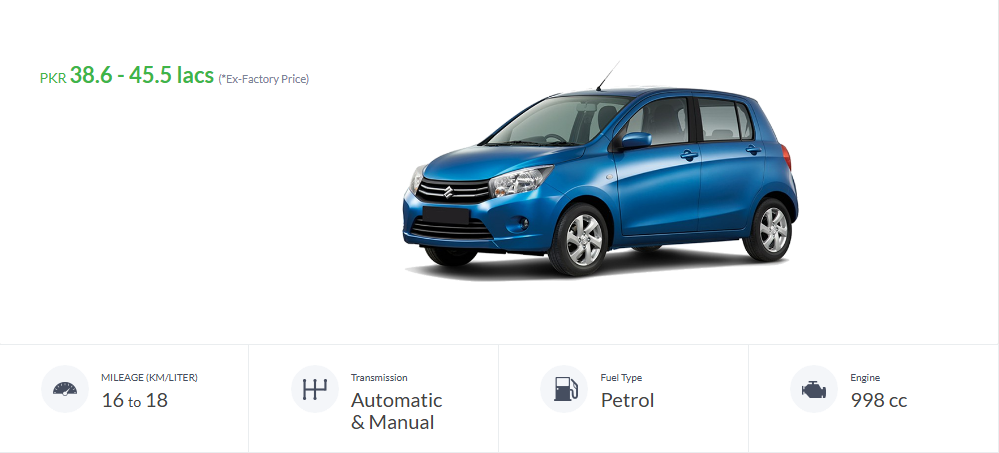 PKR 38.6 - 45.5 lacs (*Ex-Factory Price)
MILEAGE (KM/LITER)
16 to 18
Transmission
Automatic
& Manual
Fuel Type
Petrol
Engine
998 cc